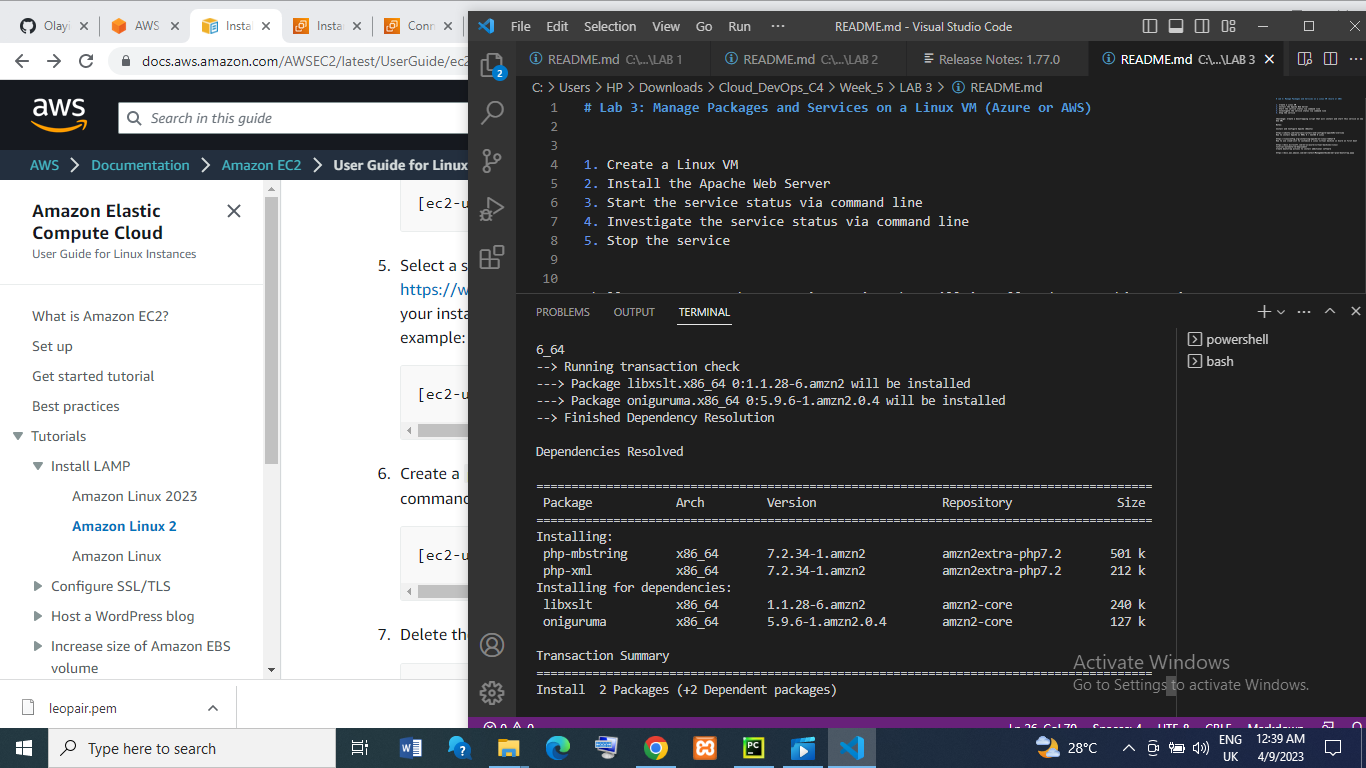 Olayi
AWS
Instal
Insta
Conn
docs.aws.amazon.com/AWSEC2/latest/UserGuide/ec2
aws
Search in this guide
AWS > Documentation > Amazon EC2 > User Guide for Linux
Amazon Elastic
Compute Cloud
User Guide for Linux Instances
What is Amazon EC2?
Set up
Get started tutorial
Best practices
Tutorials
Install LAMP
Amazon Linux 2023
Amazon Linux 2
Amazon Linux
Configure SSL/TLS
Host a WordPress blog
Increase size of Amazon EBS
volume
[ec2-u
5. Select a s
https://w
your insta
example:
[ec2-u
6. Create a
command
[ec2-u
7. Delete the
leopair.pem
File Edit Selection View Go Run ···
README.md - Visual Studio Code
2
README.md C:\...\LAB 1
README.md C:\...\LAB 2
Release Notes: 1.77.0
README.md C:\...\LAB 3
C: > Users > HP > Downloads > Cloud_DevOps_C4 > Week_5 > LAB 3 > README.md
1 # Lab 3: Manage Packages and Services on a Linux VM (Azure or AWS)
2
3
4 1. Create a Linux VM
5 2. Install the Apache Web Server
6 3. Start the service status via command line
7 4. Investigate the service status via command line
8 5. Stop the service
9
10
PROBLEMS OUTPUT TERMINAL
powershell
bash
6_64
--> Running transaction check
---> Package libxslt.x86_64 0:1.1.28-6.amzn2 will be installed
---> Package oniguruma.x86_64 0:5.9.6-1.amzn2.0.4 will be installed
--> Finished Dependency Resolution
Dependencies Resolved
================================================================================
Package Arch Version Repository Size
================================================================================
Installing:
php-mbstring x86_64 7.2.34-1.amzn2 amzn2extra-php7.2 501 k
php-xml x86_64 7.2.34-1.amzn2 amzn2extra-php7.2 212 k
Installing for dependencies:
libxslt x86_64 1.1.28-6.amzn2 amzn2-core 240 k
oniguruma x86_64 5.9.6-1.amzn2.0.4 amzn2-core 127 k
Transaction Summary
================================================================================
Install 2 Packages (+2 Dependent packages)
Activate Windows
Go to Settings to activate Windows.
Type here to search
28°C
ENG
UK
12:39 AM
4/9/2023